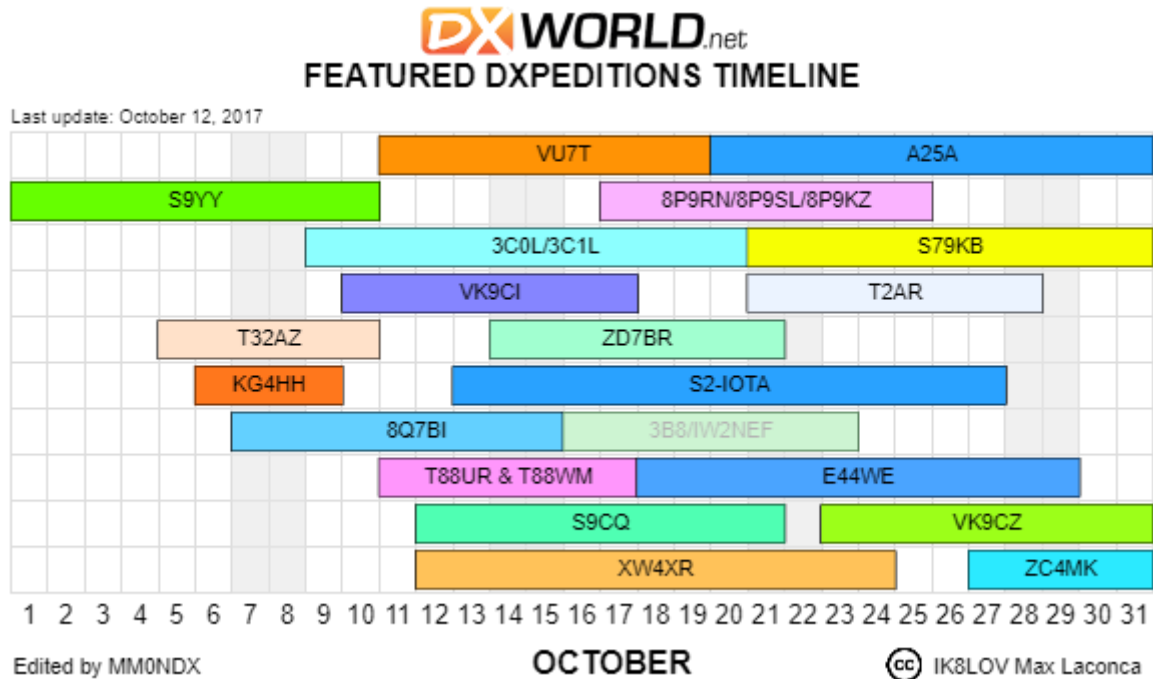 DX WORLD.net
FEATURED DXPEDITIONS TIMELINE
Last update: October 12, 2017
VU7T A25A
S9YY 8P9RN/8P9SL/8P9KZ
3C0L/3C1L S79KB
VK9CI T2AR
T32AZ ZD7BR
KG4HH S2-IOTA
8Q7BI 3B8/IW2NEF
T88UR & T88WM E44WE
S9CQ VK9CZ
XW4XR ZC4MK
1 2 3 4 5 6 7 8 9 10 11 12 13 14 15 16 17 18 19 20 21 22 23 24 25 26 27 28 29 30 31
Edited by MM0NDX OCTOBER cc IK8LOV Max Laconca